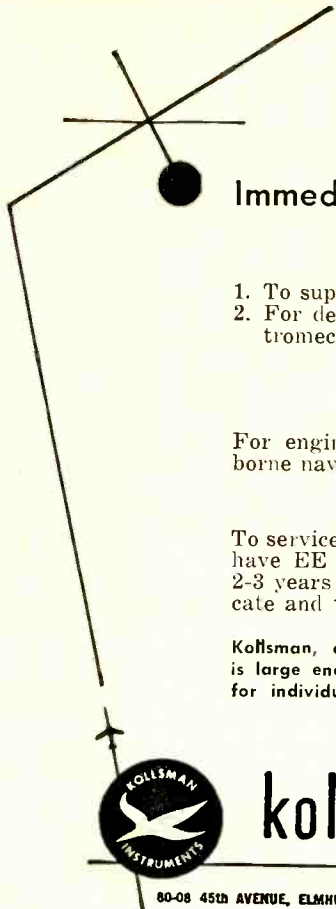 Immed
1. To sup
2. For de
tromec
For engin
borne nav
To service
have EE
2-3 years
cate and
Kollsman,
is large en
for individu
KOLLSMAN
INSTRUMENTS
kol
80-08 45th AVENUE, ELMH